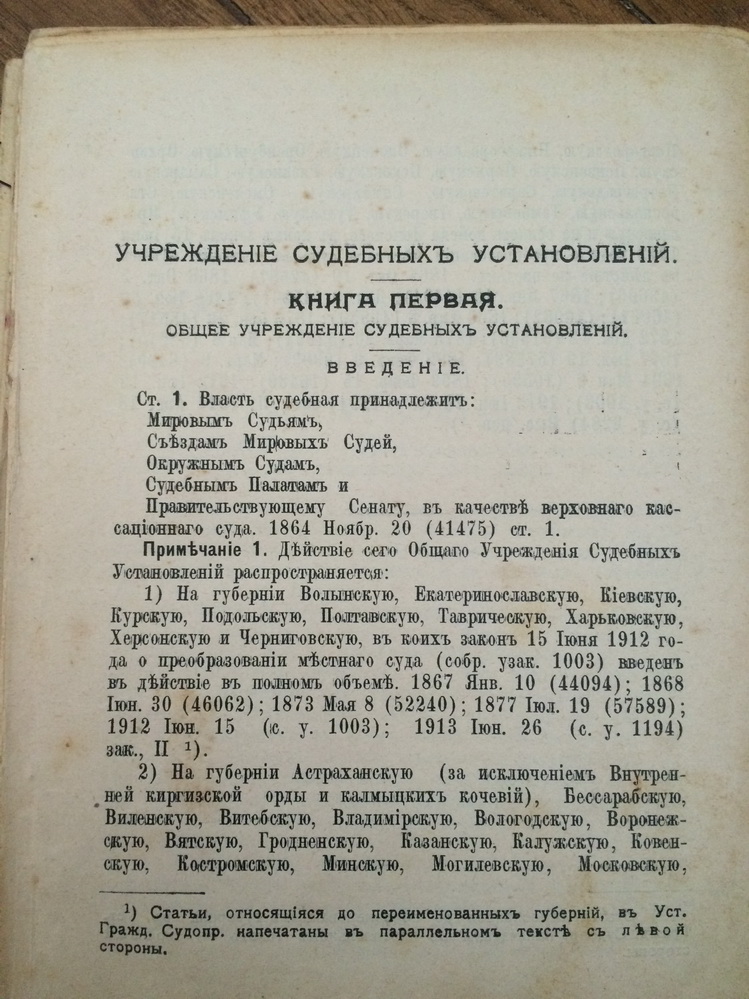 УЧРЕЖДЕНІЕ СУДЕБНЫХЪ УСТАНОВЛЕНІЙ.
КНИГА ПЕРВАЯ.
ОБЩЕЕ УЧРЕЖДЕНІЕ СУДЕБНЫХЪ УСТАНОВЛЕНІЙ.
ВВЕДЕНІЕ.
Ст. 1. Власть судебная принадлежитъ:
Мировымъ Судьямъ,
Съѣздамъ Мировыхъ Судей,
Окружнымъ Судамъ,
Судебнымъ Палатамъ и
Правительствующему Сенату, въ качествѣ верховнаго кас-
саціоннаго суда. 1864 Ноябр. 20 (41475) ст. 1.
Примѣчаніе 1. Дѣйствіе сего Общаго Учрежденія Судебныхъ
Установленій распространяется:
1) На губерніи Волынскую, Екатеринославскую, Кіевскую,
Курскую, Подольскую, Полтавскую, Таврическую, Харьковскую,
Херсонскую и Черниговскую, въ коихъ законъ 15 Іюня 1912 го-
да о преобразованіи мѣстнаго суда (собр. узак. 1003) введенъ
въ дѣйствіе въ полномъ объемѣ. 1867 Янв. 10 (44094); 1868
Іюн. 30 (46062); 1873 Мая 8 (52240); 1877 Іюл. 19 (57589);
1912 Іюн. 15 (с. у. 1003); 1913 Іюн. 26 (с. у. 1194)
зак., II ¹).
2) На губерніи Астраханскую (за исключеніемъ Внутрен-
ней киргизской орды и калмыцкихъ кочевій), Бессарабскую,
Виленскую, Витебскую, Владимірскую, Вологодскую, Воронеж-
скую, Вятскую, Гродненскую, Казанскую, Калужскую, Ковен-
скую, Костромскую, Минскую, Могилевскую, Московскую,
¹) Статьи, относящіяся до переименованныхъ губерній, въ Уст.
Гражд. Судопр. напечатаны въ параллельномъ текстѣ съ лѣвой
стороны.